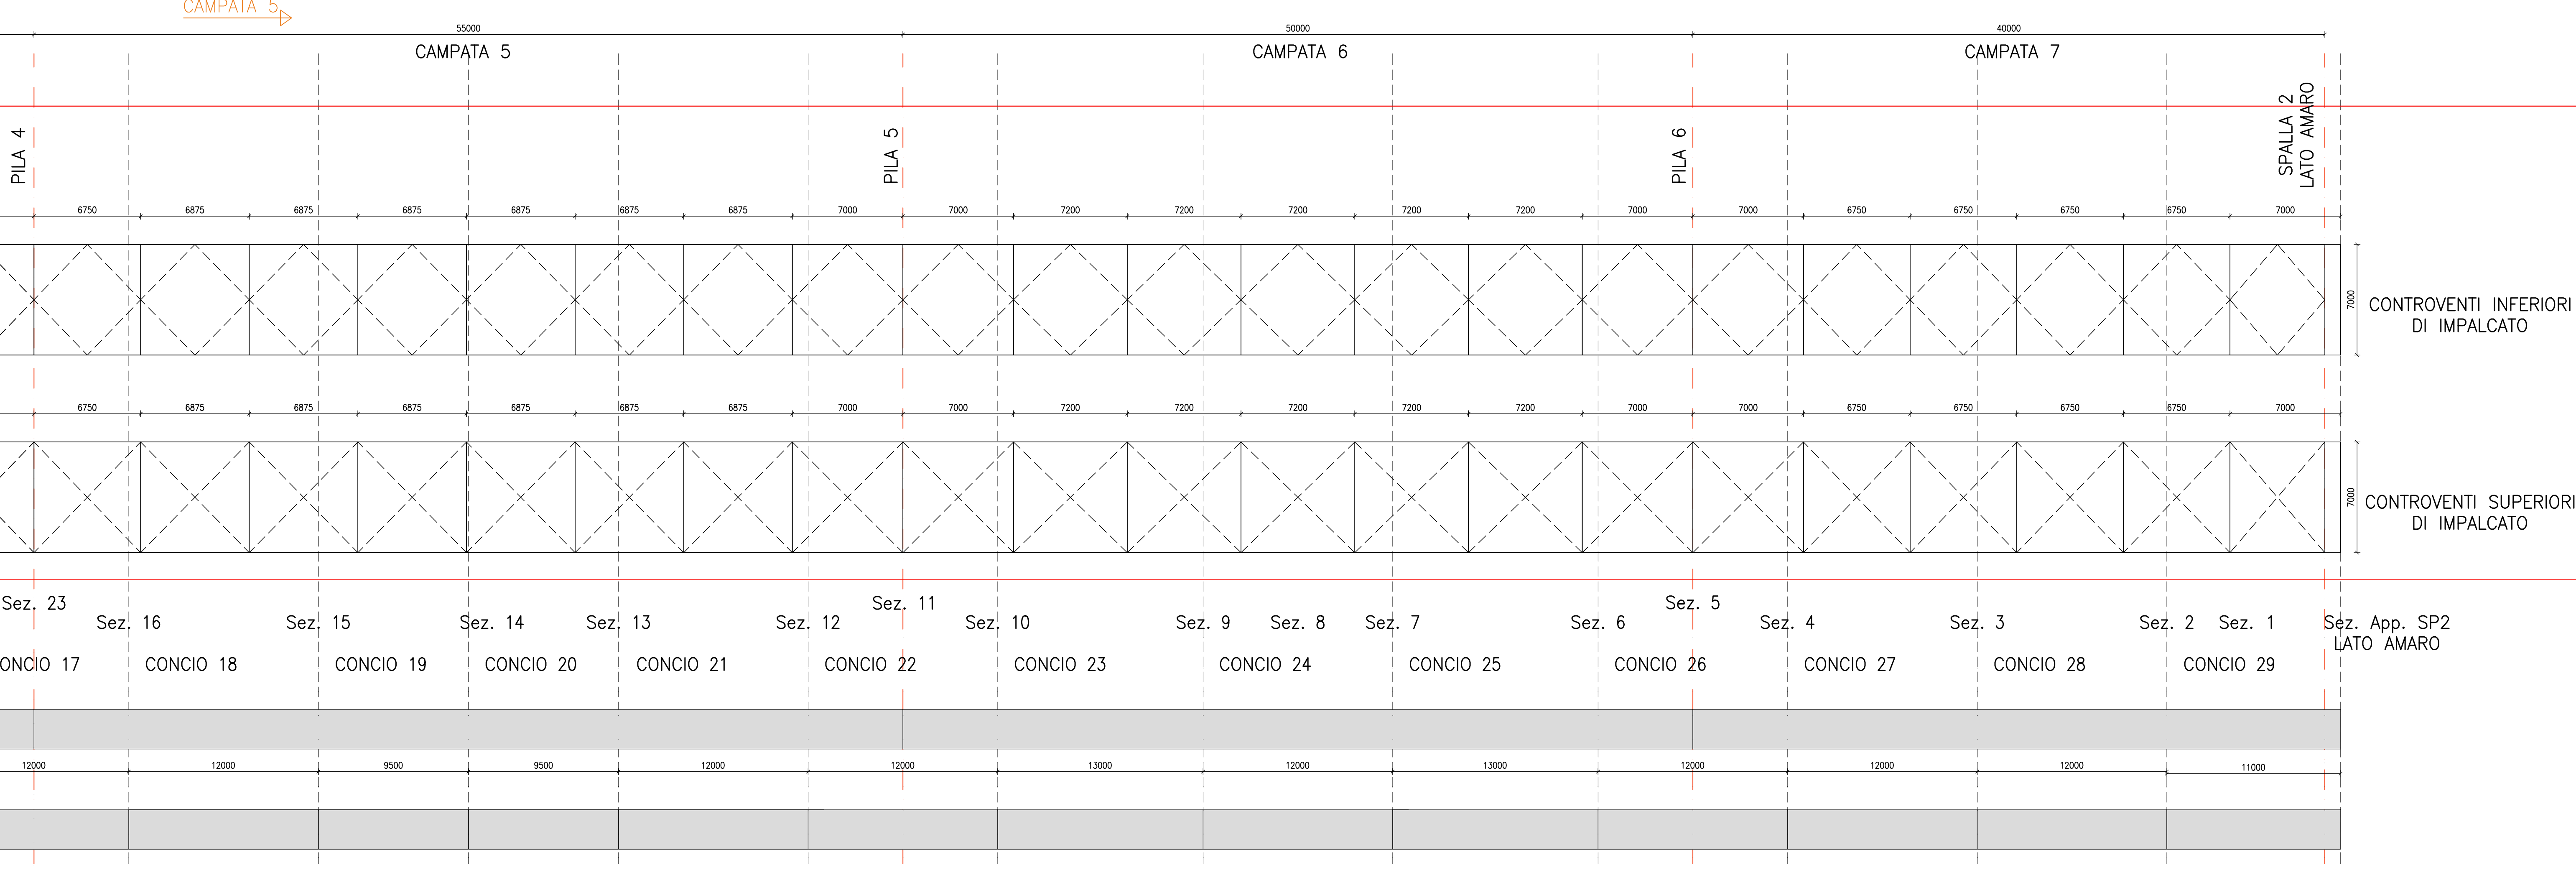 CAMPATA 5
55000
50000
40000
CAMPATA 5
CAMPATA 6
CAMPATA 7
PILA 4
PILA 5
PILA 6
SPALLA 2
LATO AMARO
6750 6875 6875 6875 6875 6875 6875 7000 7000 7200 7200 7200 7200 7200 7000 7000 6750 6750 6750 6750 7000
7000
CONTROVENTI INFERIORI
DI IMPALCATO
6750 6875 6875 6875 6875 6875 6875 7000 7000 7200 7200 7200 7200 7200 7000 7000 6750 6750 6750 6750 7000
7000
CONTROVENTI SUPERIORI
DI IMPALCATO
Sez. 23
Sez. 11
Sez. 5
Sez. 16
Sez. 15
Sez. 14
Sez. 13
Sez. 12
Sez. 10
Sez. 9
Sez. 8
Sez. 7
Sez. 6
Sez. 4
Sez. 3
Sez. 2
Sez. 1
Sez. App. SP2
LATO AMARO
ONCIO 17
CONCIO 18
CONCIO 19
CONCIO 20
CONCIO 21
CONCIO 22
CONCIO 23
CONCIO 24
CONCIO 25
CONCIO 26
CONCIO 27
CONCIO 28
CONCIO 29
12000 12000 9500 9500 12000 12000 13000 12000 13000 12000 12000 12000 11000